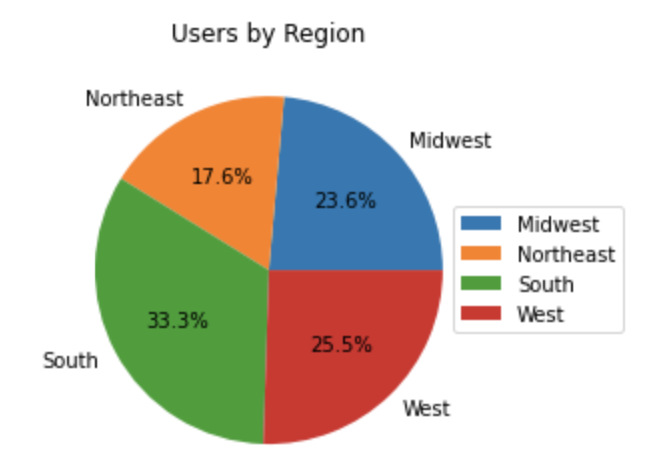 Users by Region
Northeast
Midwest
17.6%
23.6%
Midwest
Northeast
South
West
33.3%
25.5%
South
West